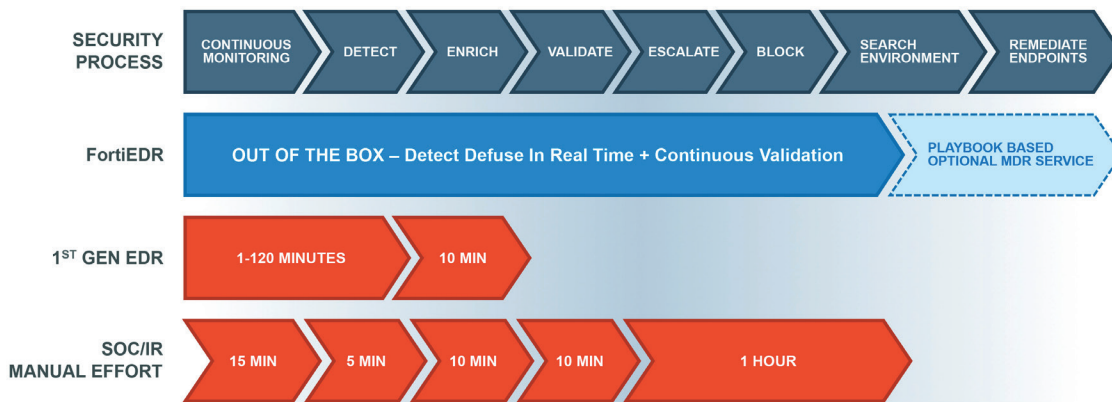 SECURITY
PROCESS
CONTINUOUS
MONITORING
DETECT
ENRICH
VALIDATE
ESCALATE
BLOCK
SEARCH
ENVIRONMENT
REMEDIATE
ENDPOINTS
FortiEDR
OUT OF THE BOX – Detect Defuse In Real Time + Continuous Validation
PLAYBOOK BASED
OPTIONAL MDR SERVICE
1ST GEN EDR
1-120 MINUTES
10 MIN
SOC/IR
MANUAL EFFORT
15 MIN
5 MIN
10 MIN
10 MIN
1 HOUR